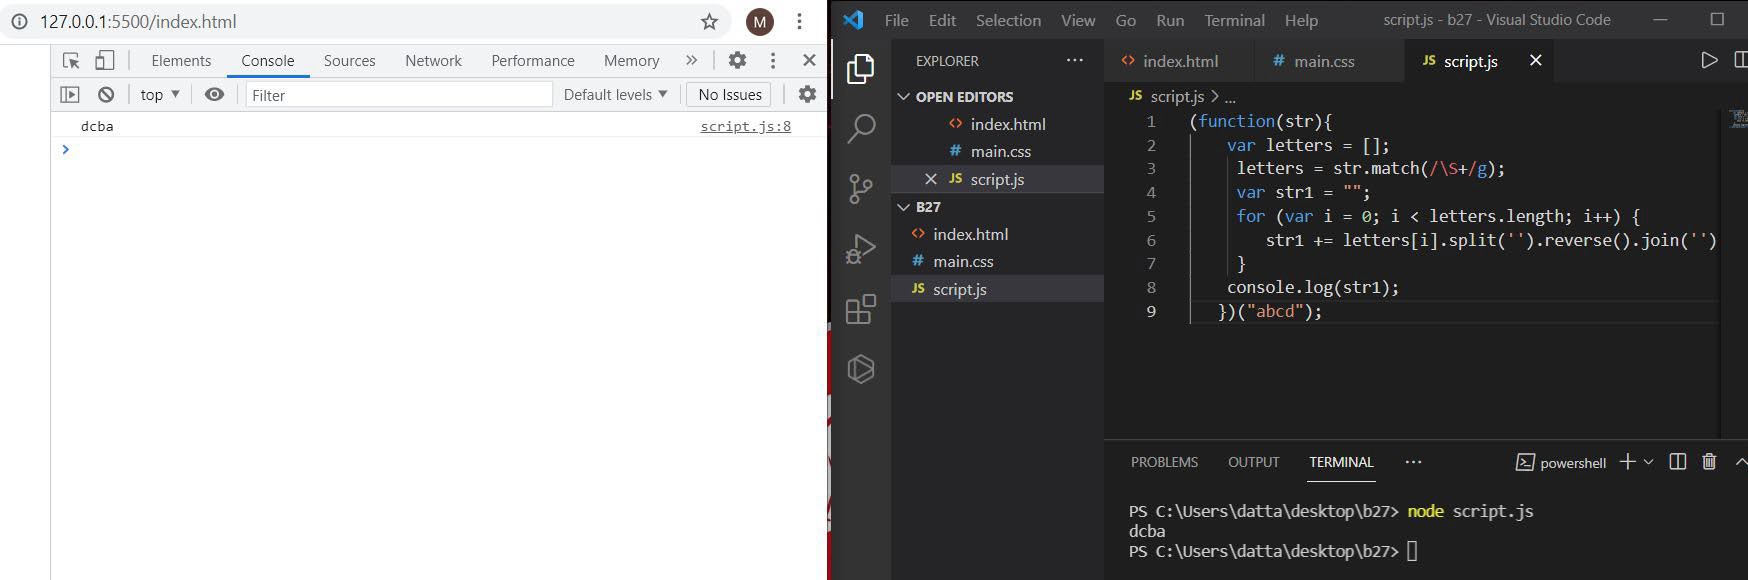 127.0.0.1:5500/index.html
M
Elements Console Sources Network Performance Memory »
top ▼ Filter Default levels ▼ No Issues
dcba script.js:8
>
File Edit Selection View Go Run Terminal Help script.js - b27 - Visual Studio Code
EXPLORER ...
OPEN EDITORS
<> index.html
# main.css
JS script.js
B27
<> index.html
# main.css
JS script.js
<> index.html # main.css JS script.js
JS script.js > ...
1 (function(str){
2 var letters = [];
3 letters = str.match(/\S+/g);
4 var str1 = "";
5 for (var i = 0; i < letters.length; i++) {
6 str1 += letters[i].split('').reverse().join('')
7 }
8 console.log(str1);
9 })("abcd");
PROBLEMS OUTPUT TERMINAL ... powershell
PS C:\Users\datta\desktop\b27> node script.js
dcba
PS C:\Users\datta\desktop\b27>